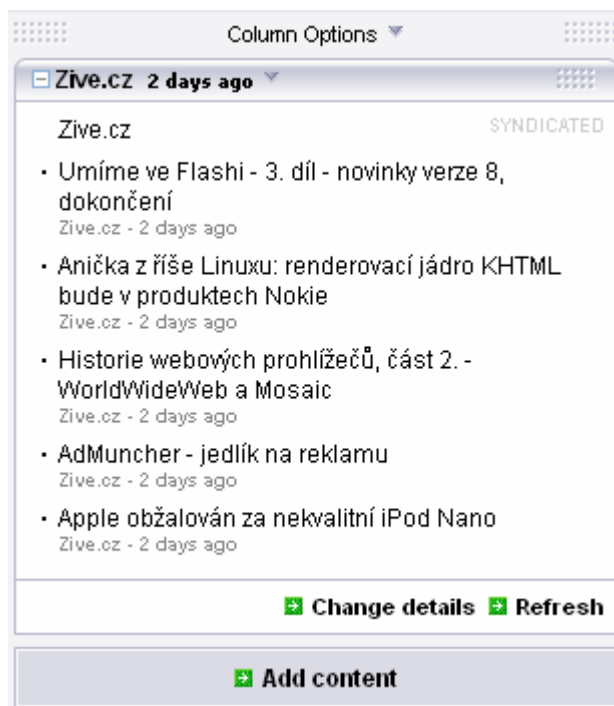 Column Options
Zive.cz 2 days ago
Zive.cz SYNDICATED
Umíme ve Flashi - 3. díl - novinky verze 8,
dokončení
Zive.cz - 2 days ago
Anička z říše Linuxu: renderovací jádro KHTML
bude v produktech Nokie
Zive.cz - 2 days ago
Historie webových prohlížečů, část 2. -
WorldWideWeb a Mosaic
Zive.cz - 2 days ago
AdMuncher - jedlík na reklamu
Zive.cz - 2 days ago
Apple obžalován za nekvalitní iPod Nano
Zive.cz - 2 days ago
Change details Refresh
Add content